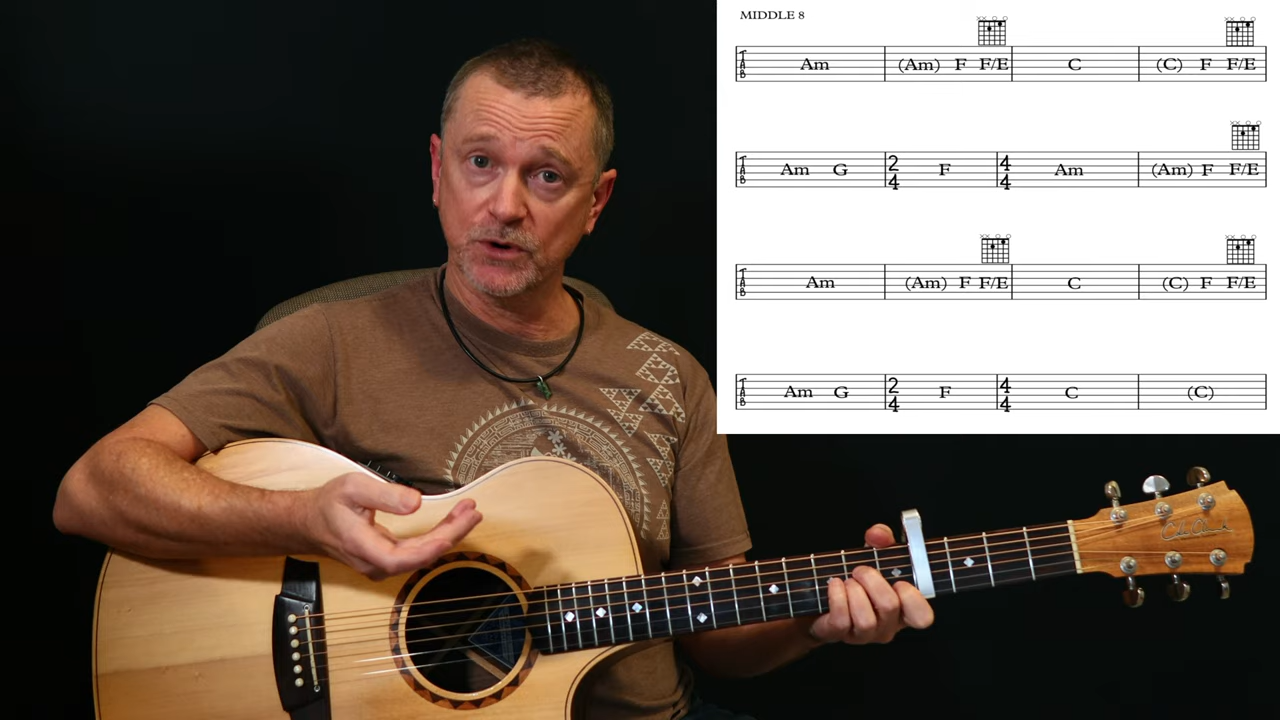 MIDDLE 8
Am (Am) F F/E C (C) F F/E
Am G 2/4 F 4/4 Am (Am) F F/E
Am (Am) F F/E C (C) F F/E
Am G 2/4 F 4/4 C (C)